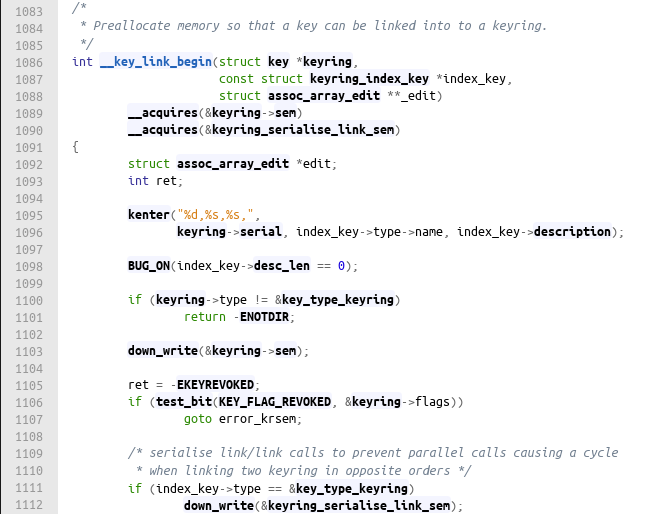 1083 /*
1084  * Preallocate memory so that a key can be linked into to a keyring.
1085  */
1086 int __key_link_begin(struct key *keyring,
1087                      const struct keyring_index_key *index_key,
1088                      struct assoc_array_edit **_edit)
1089         __acquires(&keyring->sem)
1090         __acquires(&keyring_serialise_link_sem)
1091 {
1092         struct assoc_array_edit *edit;
1093         int ret;
1094
1095         kenter("%d,%s,%s,",
1096                keyring->serial, index_key->type->name, index_key->description);
1097
1098         BUG_ON(index_key->desc_len == 0);
1099
1100         if (keyring->type != &key_type_keyring)
1101                 return -ENOTDIR;
1102
1103         down_write(&keyring->sem);
1104
1105         ret = -EKEYREVOKED;
1106         if (test_bit(KEY_FLAG_REVOKED, &keyring->flags))
1107                 goto error_krsem;
1108
1109         /* serialise link/link calls to prevent parallel calls causing a cycle
1110          * when linking two keyring in opposite orders */
1111         if (index_key->type == &key_type_keyring)
1112                 down_write(&keyring_serialise_link_sem);